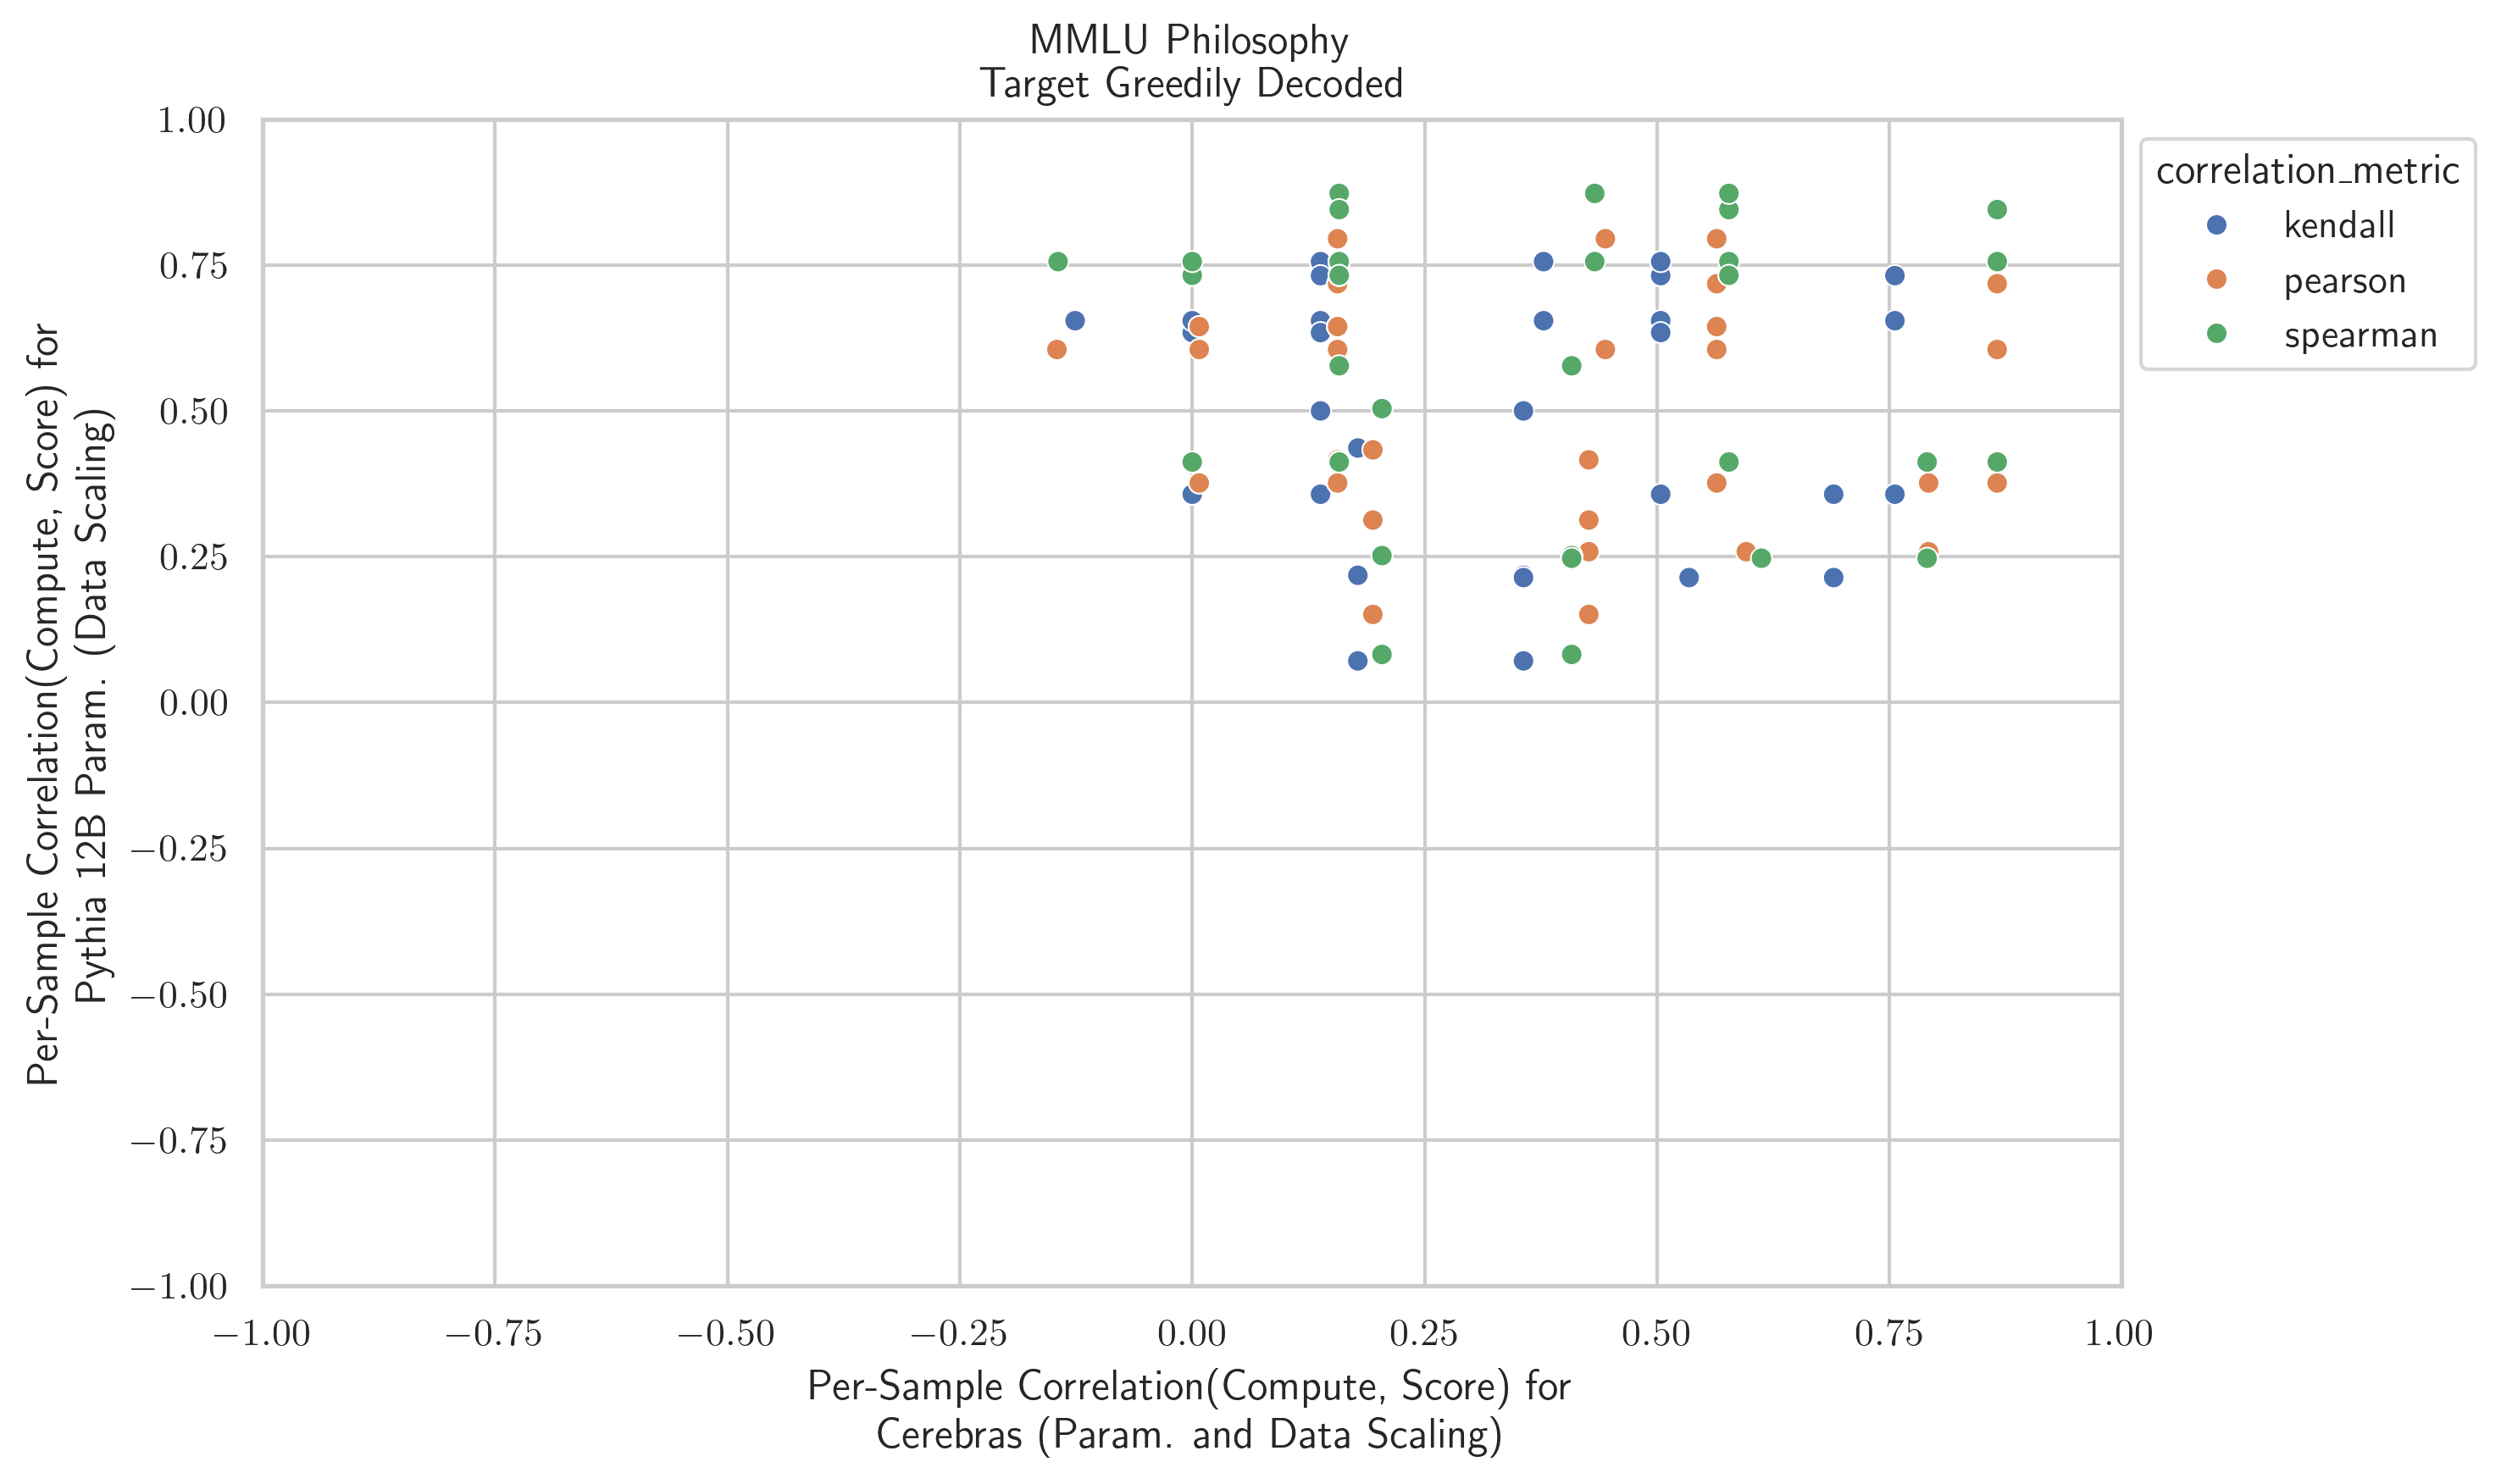 MMLU Philosophy
Target Greedily Decoded
Per-Sample Correlation(Compute, Score) for
Pythia 12B Param. (Data Scaling)
1.00
0.75
0.50
0.25
0.00
−0.25
−0.50
−0.75
−1.00
−1.00 −0.75 −0.50 −0.25 0.00 0.25 0.50 0.75 1.00
Per-Sample Correlation(Compute, Score) for
Cerebras (Param. and Data Scaling)
correlation_metric
kendall
pearson
spearman